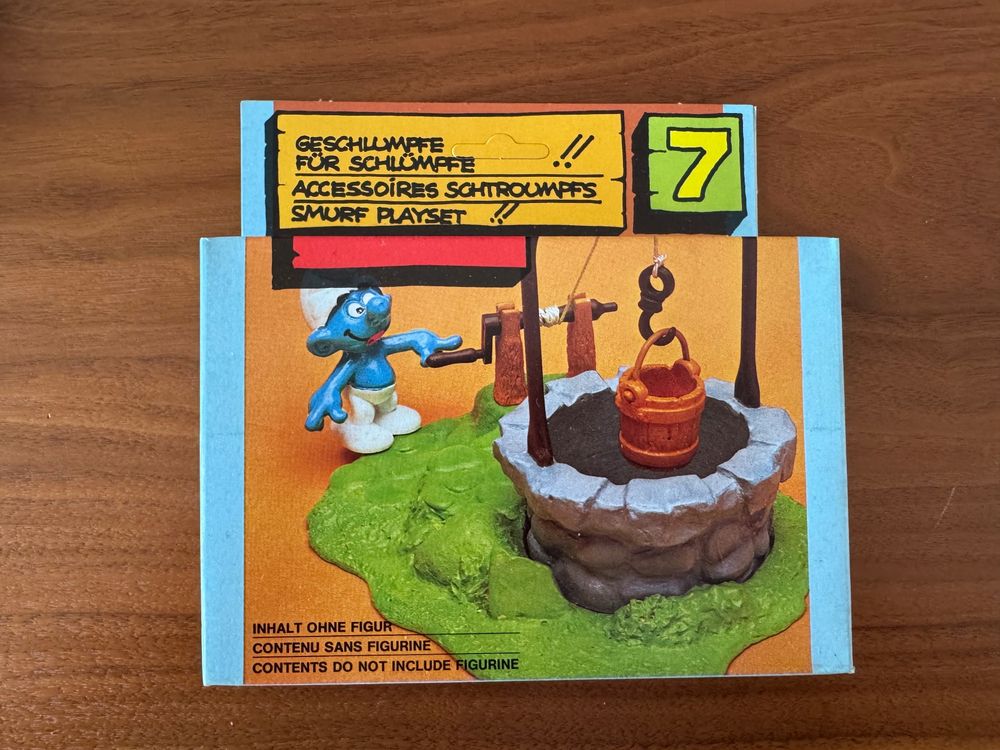 GESCHLUMPFE
FÜR SCHLÜMPFE ..!!
ACCESSOIRES SCHTROUMPFS
SMURF PLAYSET !!
7
INHALT OHNE FIGUR
CONTENU SANS FIGURINE
CONTENTS DO NOT INCLUDE FIGURINE